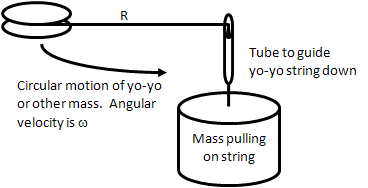 R
Tube to guide
yo-yo string down
Circular motion of yo-yo
or other mass.  Angular
velocity is ω
Mass pulling
on string